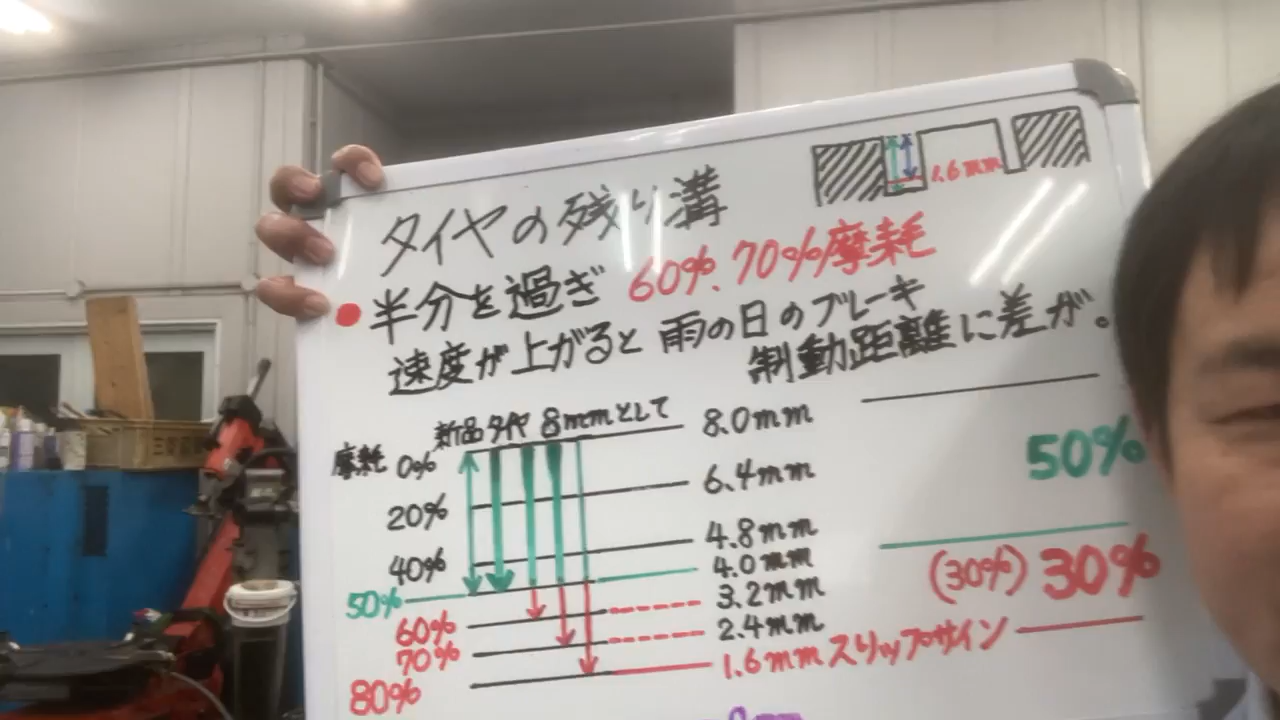 タイヤの残り溝
1.6mm
半分を過ぎ 60%、70%摩耗
速度が上がると 雨の日のブレーキ
制動距離に差が。
新品タイヤ 8mmとして
摩耗 0% 8.0mm
20% 6.4mm
40% 4.8mm
50% 4.0mm
60% 3.2mm
70% 2.4mm
80% 1.6mm スリップサイン
50%
(30%) 30%